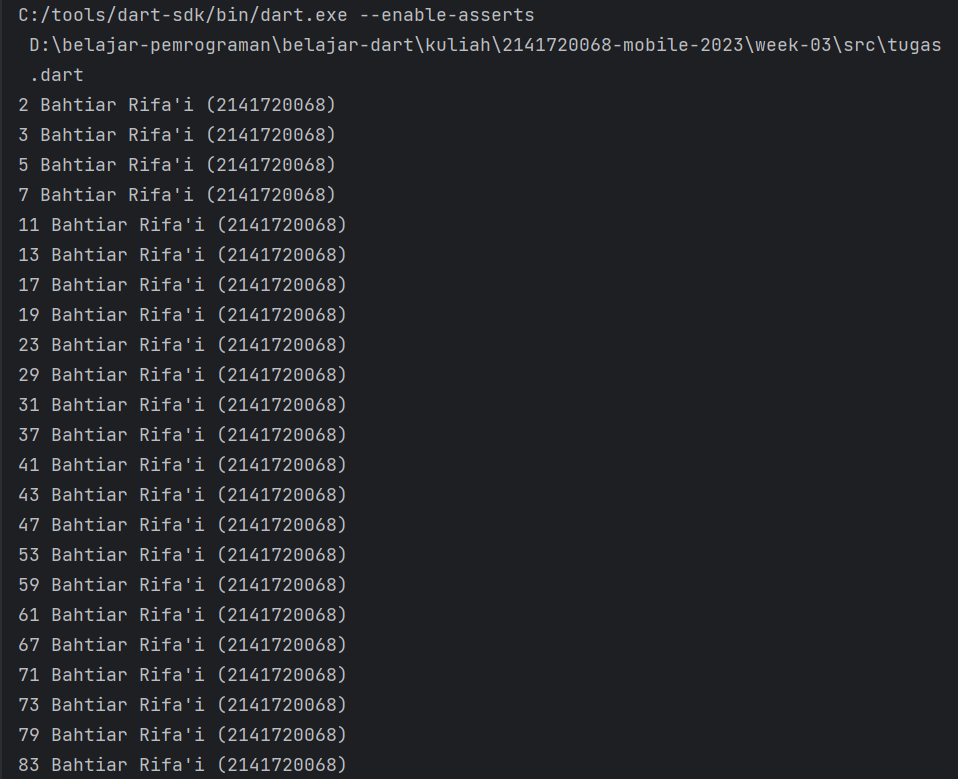 C:/tools/dart-sdk/bin/dart.exe --enable-asserts
D:\belajar-pemrograman\belajar-dart\kuliah\2141720068-mobile-2023\week-03\src\tugas
.dart
2 Bahtiar Rifa'i (2141720068)
3 Bahtiar Rifa'i (2141720068)
5 Bahtiar Rifa'i (2141720068)
7 Bahtiar Rifa'i (2141720068)
11 Bahtiar Rifa'i (2141720068)
13 Bahtiar Rifa'i (2141720068)
17 Bahtiar Rifa'i (2141720068)
19 Bahtiar Rifa'i (2141720068)
23 Bahtiar Rifa'i (2141720068)
29 Bahtiar Rifa'i (2141720068)
31 Bahtiar Rifa'i (2141720068)
37 Bahtiar Rifa'i (2141720068)
41 Bahtiar Rifa'i (2141720068)
43 Bahtiar Rifa'i (2141720068)
47 Bahtiar Rifa'i (2141720068)
53 Bahtiar Rifa'i (2141720068)
59 Bahtiar Rifa'i (2141720068)
61 Bahtiar Rifa'i (2141720068)
67 Bahtiar Rifa'i (2141720068)
71 Bahtiar Rifa'i (2141720068)
73 Bahtiar Rifa'i (2141720068)
79 Bahtiar Rifa'i (2141720068)
83 Bahtiar Rifa'i (2141720068)